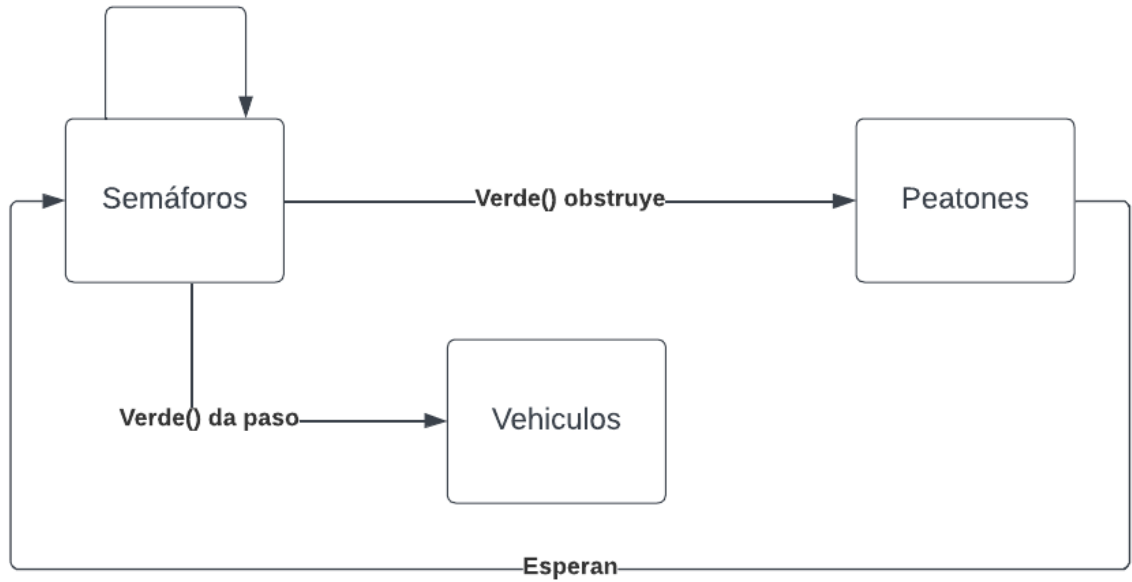 Semáforos
Verde() obstruye
Peatones
Verde() da paso
Vehiculos
Esperan